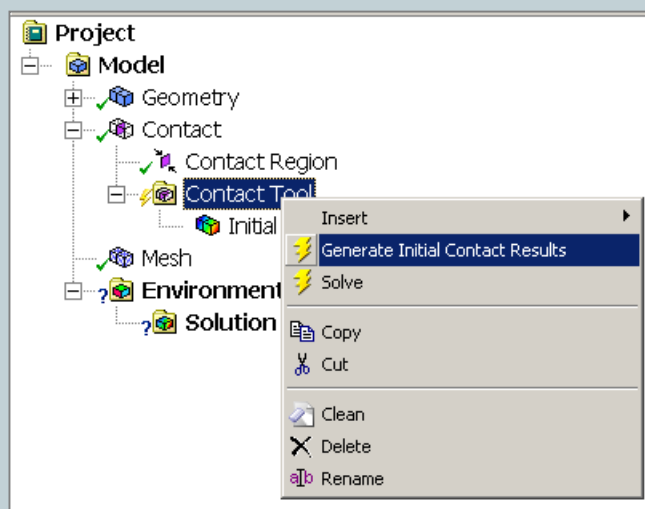 Project
Model
Geometry
Contact
Contact Region
Contact Tool
Initial
Mesh
Environment
Solution
Insert
Generate Initial Contact Results
Solve
Copy
Cut
Clean
Delete
Rename